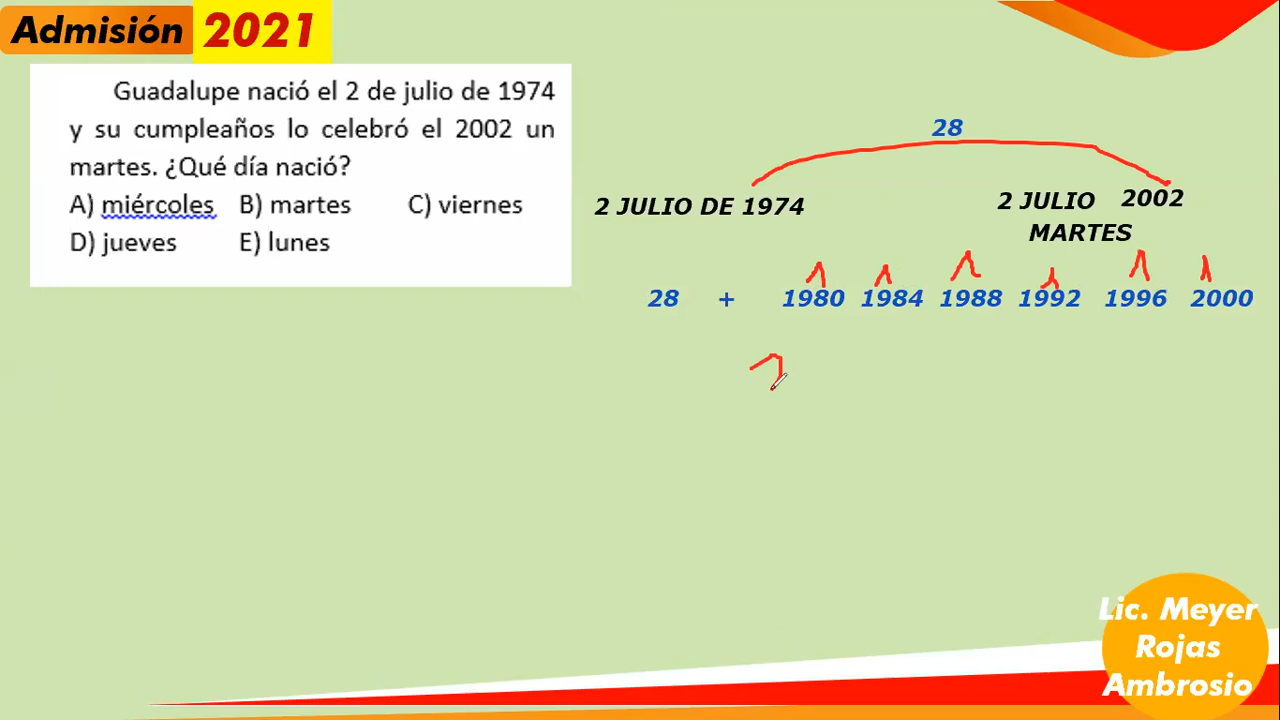 Admisión 2021
Guadalupe nació el 2 de julio de 1974
y su cumpleaños lo celebró el 2002 un
martes. ¿Qué día nació?
A) miércoles B) martes C) viernes
D) jueves E) lunes
28
2 JULIO DE 1974 2 JULIO 2002
MARTES
28 + 1980 1984 1988 1992 1996 2000
Lic. Meyer
Rojas
Ambrosio